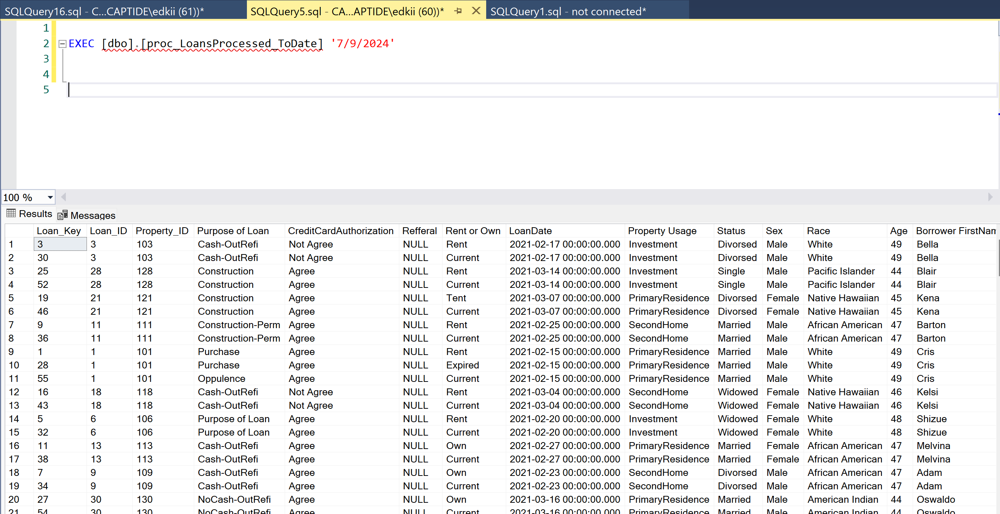 SQLQuery16.sql - C...CAPTIDE\edkii (61))* SQLQuery5.sql - CA...APTIDE\edkii (60))* SQLQuery1.sql - not connected*
1
2 EXEC [dbo].[proc_LoansProcessed_ToDate] '7/9/2024'
3
4
5
100 %
Results Messages
Loan_Key Loan_ID Property_ID Purpose of Loan CreditCardAuthorization Refferal Rent or Own LoanDate Property Usage Status Sex Race Age Borrower FirstNam
1 3 3 103 Cash-OutRefi Not Agree NULL Rent 2021-02-17 00:00:00.000 Investment Divorsed Male White 49 Bella
2 30 3 103 Cash-OutRefi Not Agree NULL Current 2021-02-17 00:00:00.000 Investment Divorsed Male White 49 Bella
3 25 28 128 Construction Agree NULL Rent 2021-03-14 00:00:00.000 Investment Single Male Pacific Islander 44 Blair
4 52 28 128 Construction Agree NULL Current 2021-03-14 00:00:00.000 Investment Single Male Pacific Islander 44 Blair
5 19 21 121 Construction Agree NULL Tent 2021-03-07 00:00:00.000 PrimaryResidence Divorsed Female Native Hawaiian 45 Kena
6 46 21 121 Construction Agree NULL Current 2021-03-07 00:00:00.000 PrimaryResidence Divorsed Female Native Hawaiian 45 Kena
7 9 11 111 Construction-Perm Agree NULL Rent 2021-02-25 00:00:00.000 SecondHome Married Male African American 47 Barton
8 36 11 111 Construction-Perm Agree NULL Current 2021-02-25 00:00:00.000 SecondHome Married Male African American 47 Barton
9 1 1 101 Purchase Agree NULL Rent 2021-02-15 00:00:00.000 PrimaryResidence Married Male White 49 Cris
10 28 1 101 Purchase Agree NULL Expired 2021-02-15 00:00:00.000 PrimaryResidence Married Male White 49 Cris
11 55 1 101 Oppulence Agree NULL Current 2021-02-15 00:00:00.000 PrimaryResidence Married Male White 49 Cris
12 16 18 118 Cash-OutRefi Not Agree NULL Rent 2021-03-04 00:00:00.000 SecondHome Widowed Female Native Hawaiian 46 Kelsi
13 43 18 118 Cash-OutRefi Not Agree NULL Current 2021-03-04 00:00:00.000 SecondHome Widowed Female Native Hawaiian 46 Kelsi
14 5 6 106 Purpose of Loan Agree NULL Rent 2021-02-20 00:00:00.000 Investment Widowed Female White 48 Shizue
15 32 6 106 Purpose of Loan Agree NULL Current 2021-02-20 00:00:00.000 Investment Widowed Female White 48 Shizue
16 11 13 113 Cash-OutRefi Agree NULL Own 2021-02-27 00:00:00.000 PrimaryResidence Married Female African American 47 Melvina
17 38 13 113 Cash-OutRefi Agree NULL Current 2021-02-27 00:00:00.000 PrimaryResidence Married Female African American 47 Melvina
18 7 9 109 Cash-OutRefi Agree NULL Own 2021-02-23 00:00:00.000 SecondHome Divorsed Male African American 47 Adam
19 34 9 109 Cash-OutRefi Agree NULL Current 2021-02-23 00:00:00.000 SecondHome Divorsed Male African American 47 Adam
20 27 30 130 NoCash-OutRefi Agree NULL Own 2021-03-16 00:00:00.000 PrimaryResidence Married Male American Indian 44 Oswaldo
21 54 30 130 NoCash-OutRefi Agree NULL Current 2021-03-16 00:00:00.000 PrimaryResidence Married Male American Indian 44 Oswaldo